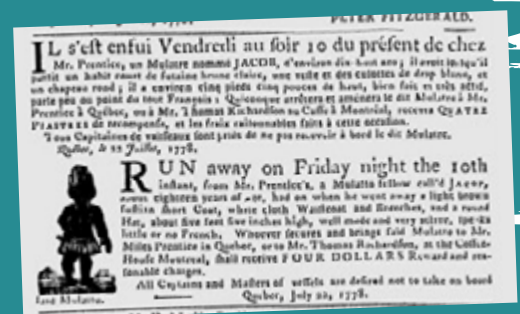 PETER FITZGERALD.
IL s'est enfui Vendredi au soir 10 du présent de chez
Mr. Prentice, un Mulatre nommé JACOB, d'environ dix-huit ans; il avoit lorsqu'il
partit un habit court de futaine brune claire, une veste et des culottes de drap blanc, et
un chapeau rond; il a environ cinq pieds cinq pouces de haut, bien fait et très actif,
parle peu ou point du tout Français: Quiconque arrêtera et amenera le dit Mulatre à Mr.
Prentice à Québec, ou à Mr. Thomas Richardson au Caffé à Montréal, recevra QUATRE
PIASTRES de recompense, et les fraix raisonnables faits à cette occasion.
Tous Capitaines de vaisseaux sont priés de ne pas recevoir à bord le dit Mulatre.
Québec, le 22 Juillet, 1778.
RUN away on Friday night the 10th
instant, from Mr. Prentice's, a Mulatto fellow call'd JACOB,
about eighteen years of age, had on when he went away a light brown
fustian short Coat, white cloth Waistcoat and Breeches, and a round
Hat, about five feet five inches high, well made and very active, speaks
little or no French. Whoever secures and brings said Mulatto to Mr.
Miles Prentice in Quebec, or to Mr. Thomas Richardson, at the Coffee-
House Montreal, shall receive FOUR DOLLARS Reward and rea-
sonable charges.
All Captains and Masters of vessels are desired not to take on board
said Mulatto.
Quebec, July 22, 1778.